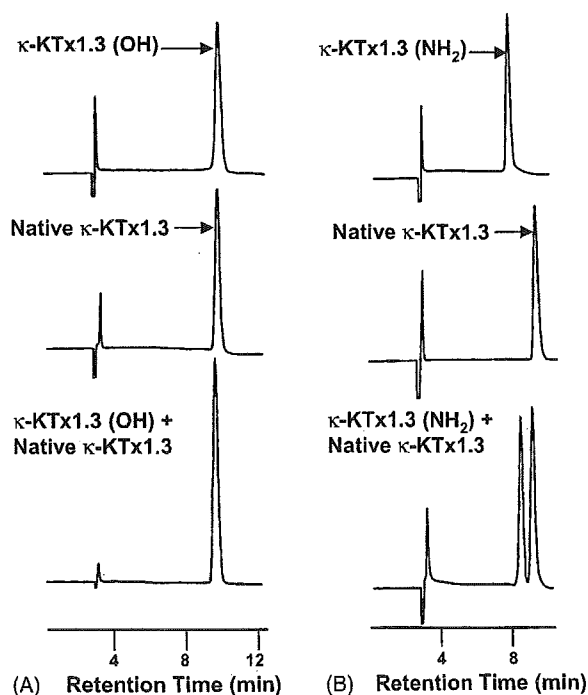 κ-KTx1.3 (OH)
Native κ-KTx1.3
κ-KTx1.3 (OH) +
Native κ-KTx1.3
4 8 12
(A) Retention Time (min)
κ-KTx1.3 (NH₂)
Native κ-KTx1.3
κ-KTx1.3 (NH₂) +
Native κ-KTx1.3
4 8
(B) Retention Time (min)